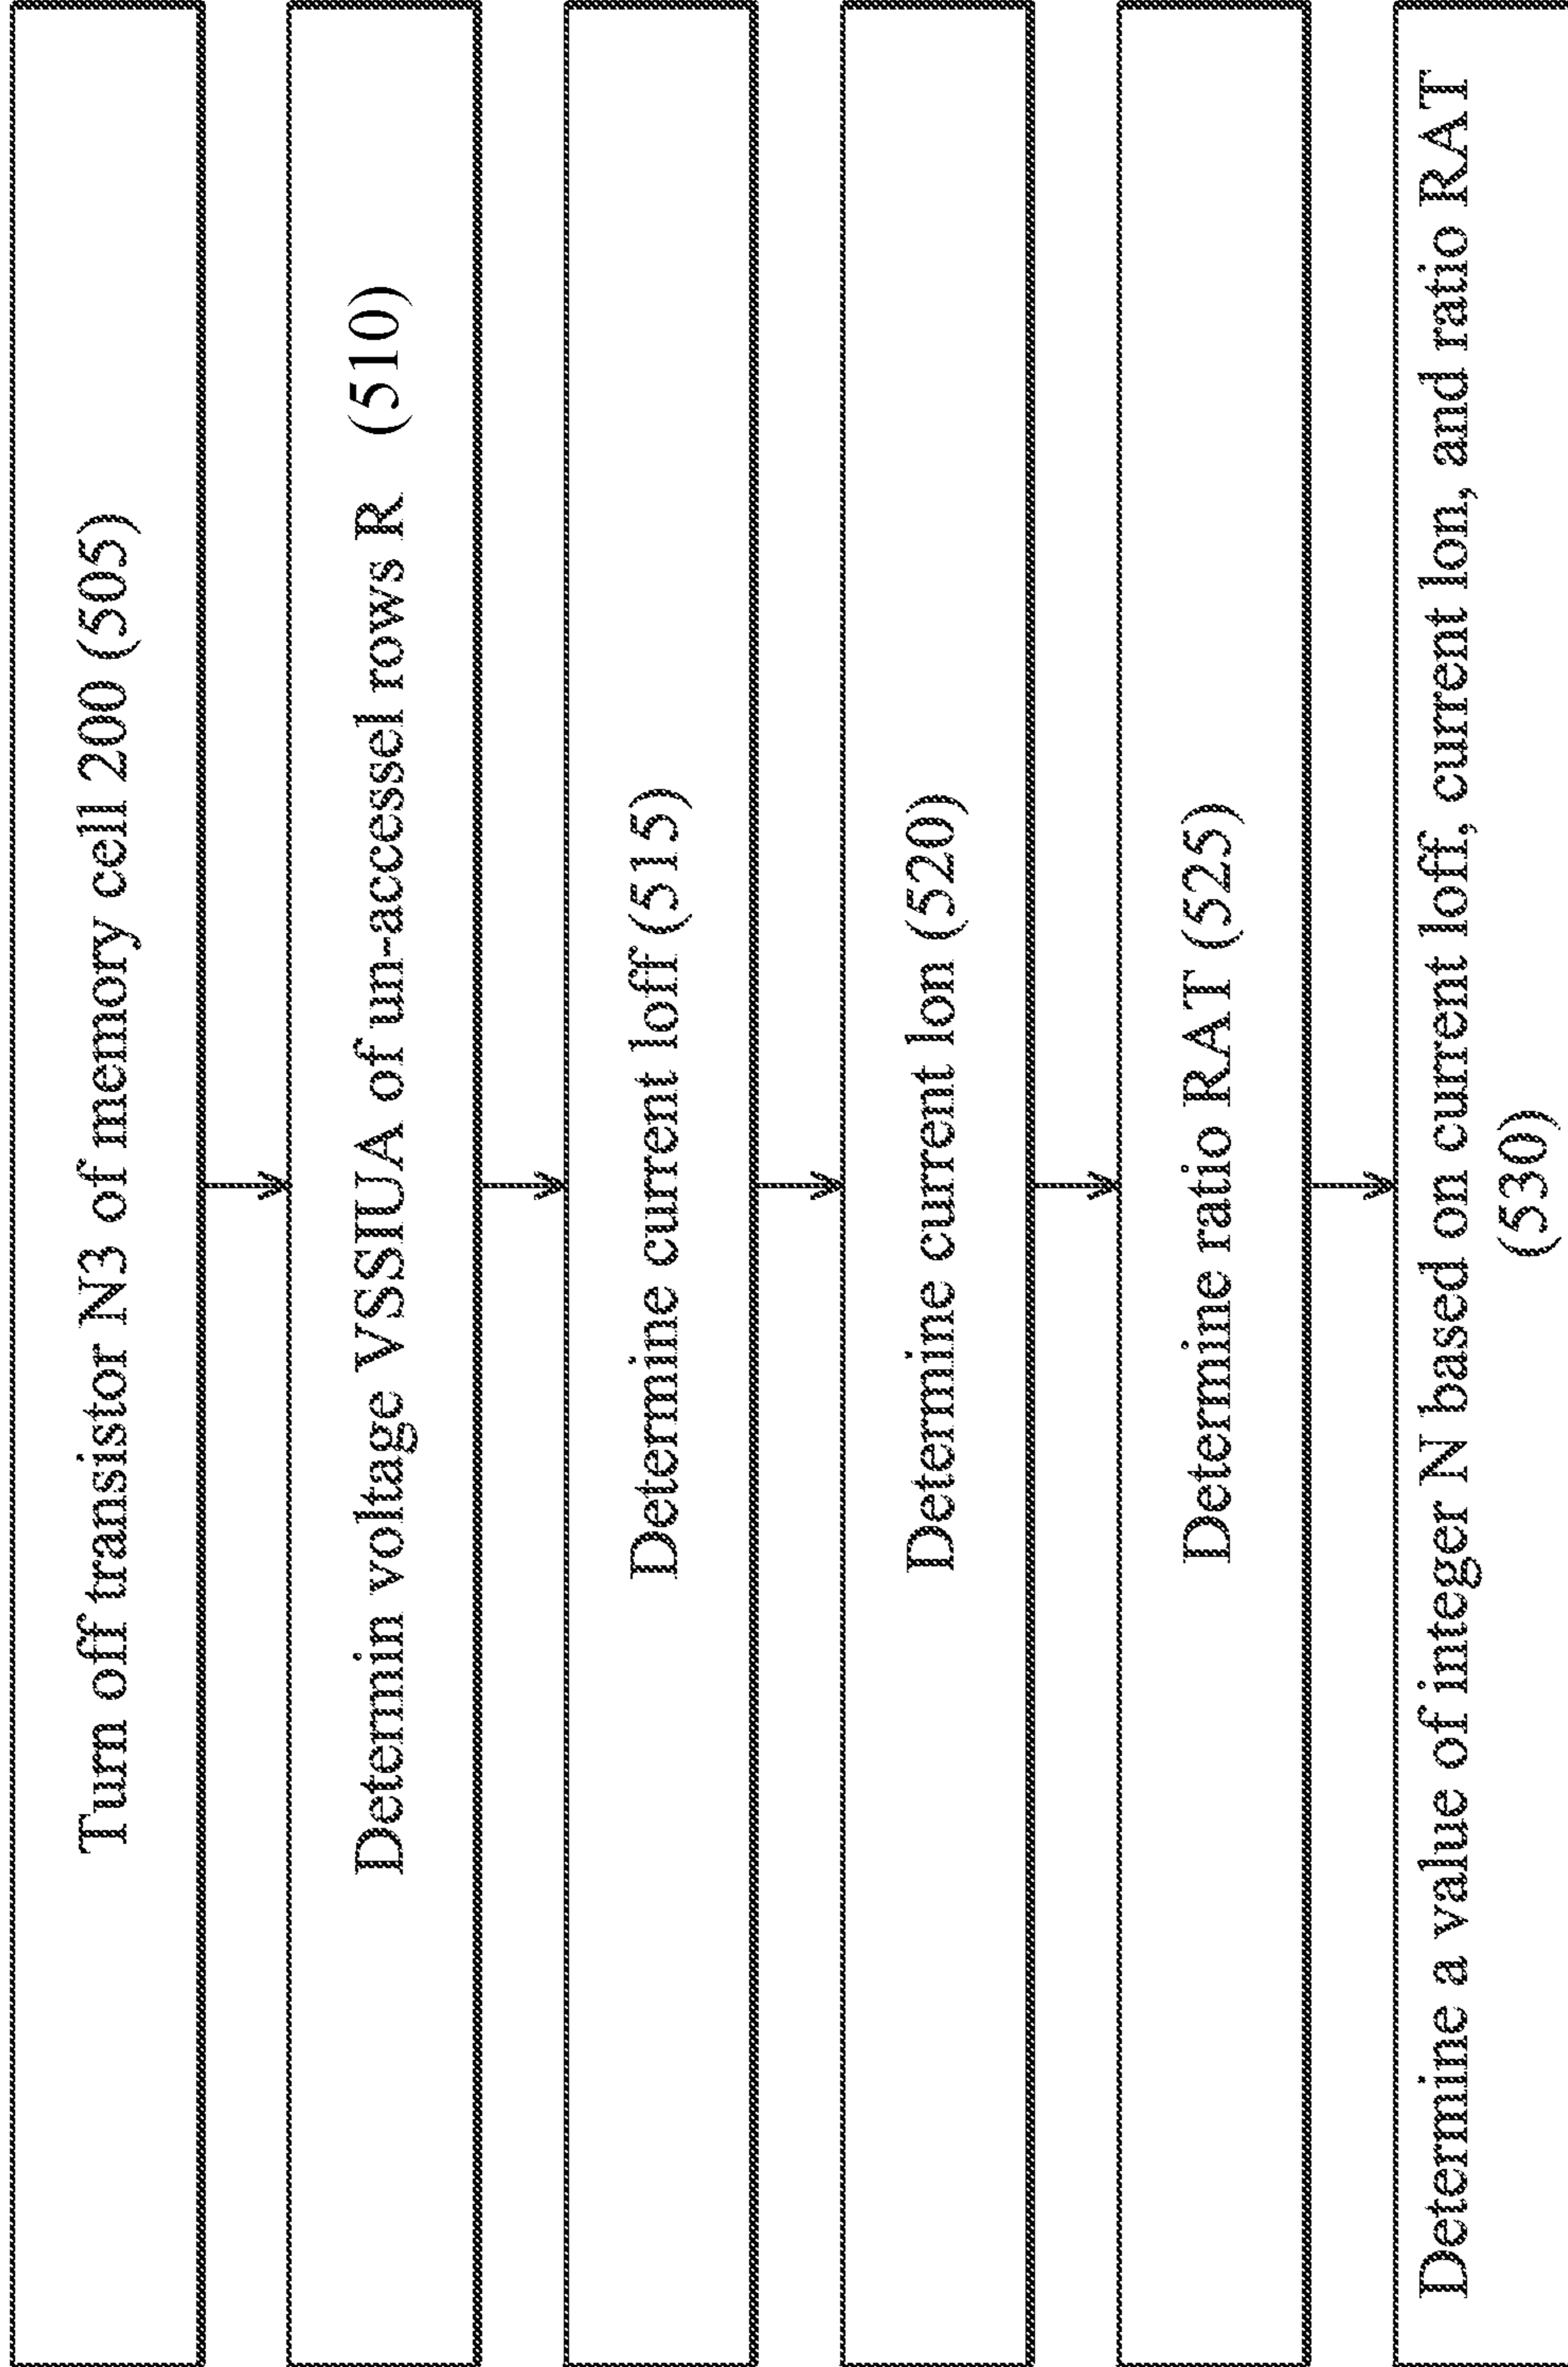 Turn off transistor N3 of memory cell 200 (505)
Determin voltage VSSIUA of un-accessel rows R (510)
Determine current Ioff (515)
Determine current Ion (520)
Determine ratio RAT (525)
Determine a value of integer N based on current Ioff, current Ion, and ratio RAT
(530)